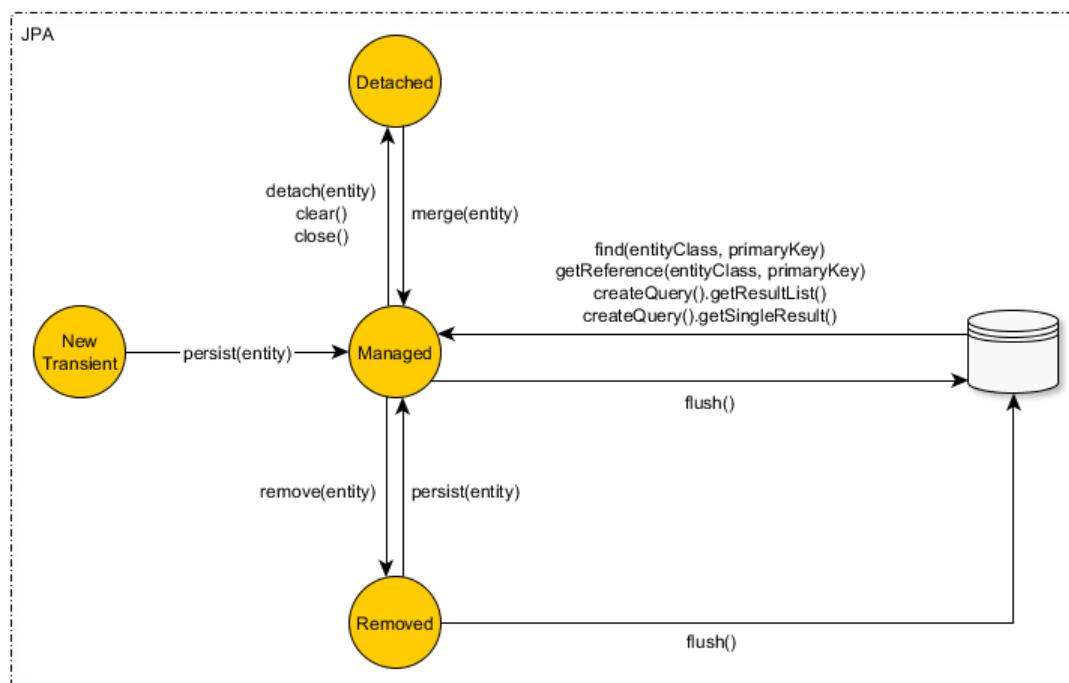 JPA
Detached
detach(entity)
clear()
close()
merge(entity)
find(entityClass, primaryKey)
getReference(entityClass, primaryKey)
createQuery().getResultList()
createQuery().getSingleResult()
New
Transient
persist(entity)
Managed
flush()
remove(entity)
persist(entity)
Removed
flush()